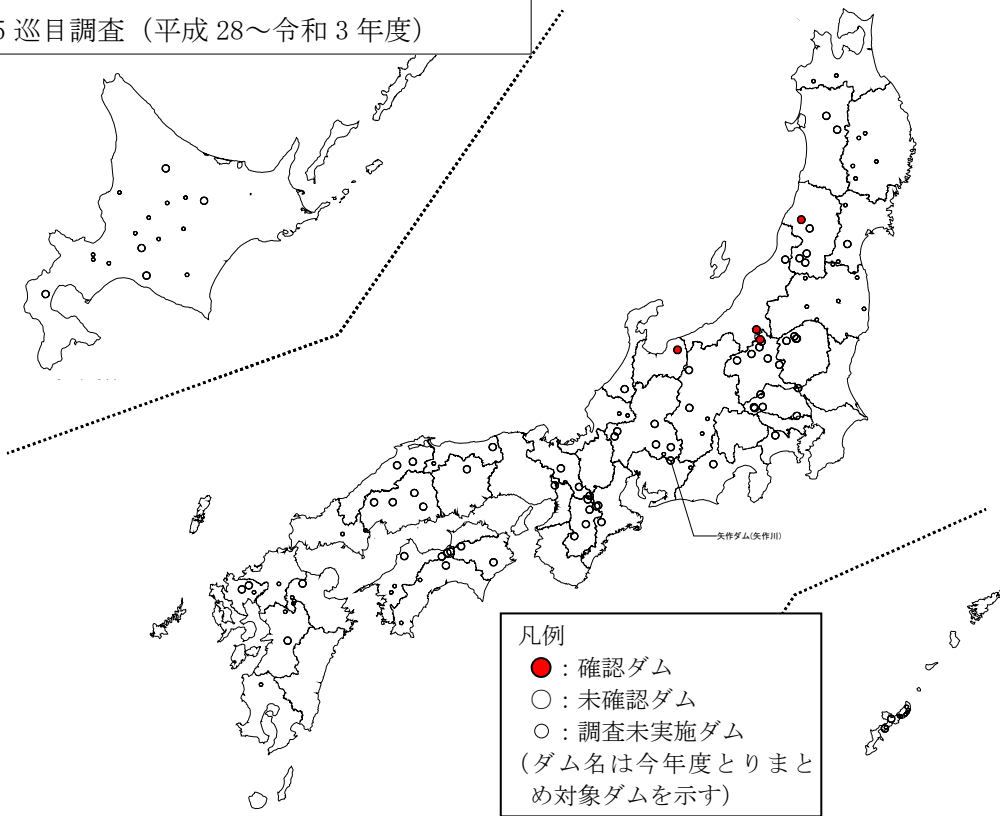 5 巡目調査（平成 28～令和 3 年度）
矢作ダム(矢作川)
凡例
：確認ダム
：未確認ダム
：調査未実施ダム
(ダム名は今年度とりまと
め対象ダムを示す)